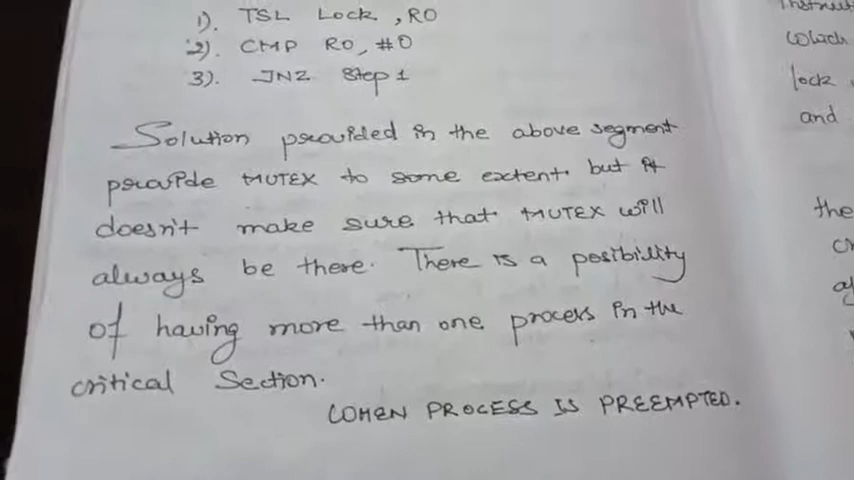 1). TSL Lock, R0
2). CMP R0, #0
3). JNZ Step 1
Solution provided in the above segment
provide MUTEX to some extent. but it
doesn't make sure that MUTEX will
always be there. There is a posibility
of having more than one process in the
critical Section.
WHEN PROCESS IS PREEMPTED.
which
lock
and
the